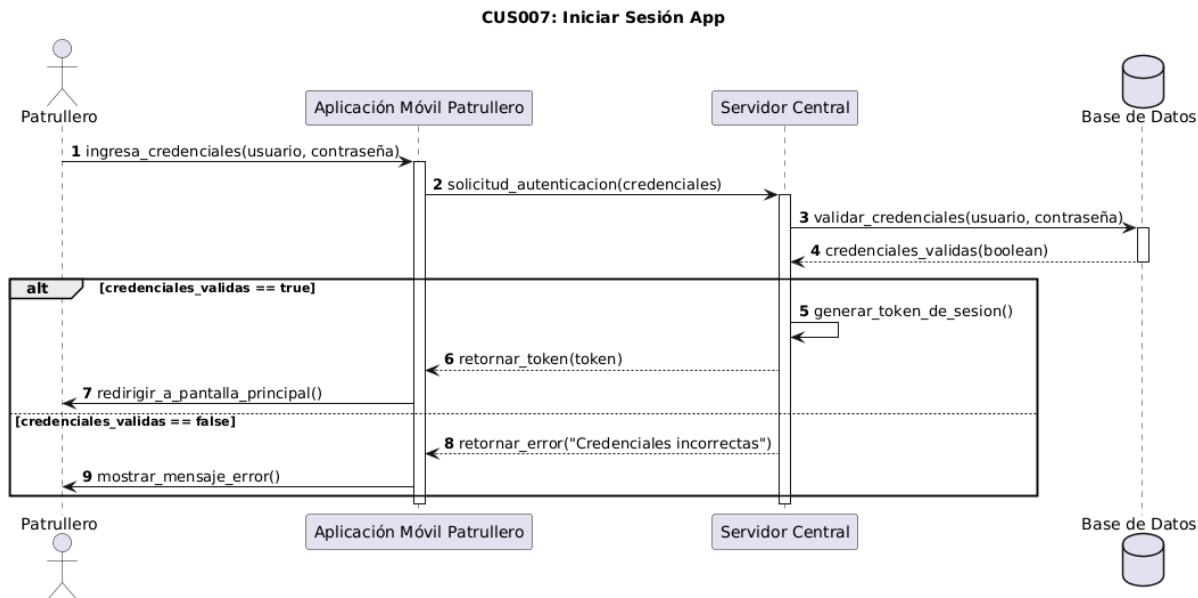 CUS007: Iniciar Sesión App
Patrullero
Aplicación Móvil Patrullero
Servidor Central
Base de Datos
1 ingresa_credenciales(usuario, contraseña)
2 solicitud_autenticacion(credenciales)
3 validar_credenciales(usuario, contraseña)
4 credenciales_validas(boolean)
alt [credenciales_validas == true]
5 generar_token_de_sesion()
6 retornar_token(token)
7 redirigir_a_pantalla_principal()
[credenciales_validas == false]
8 retornar_error("Credenciales incorrectas")
9 mostrar_mensaje_error()
Patrullero
Aplicación Móvil Patrullero
Servidor Central
Base de Datos